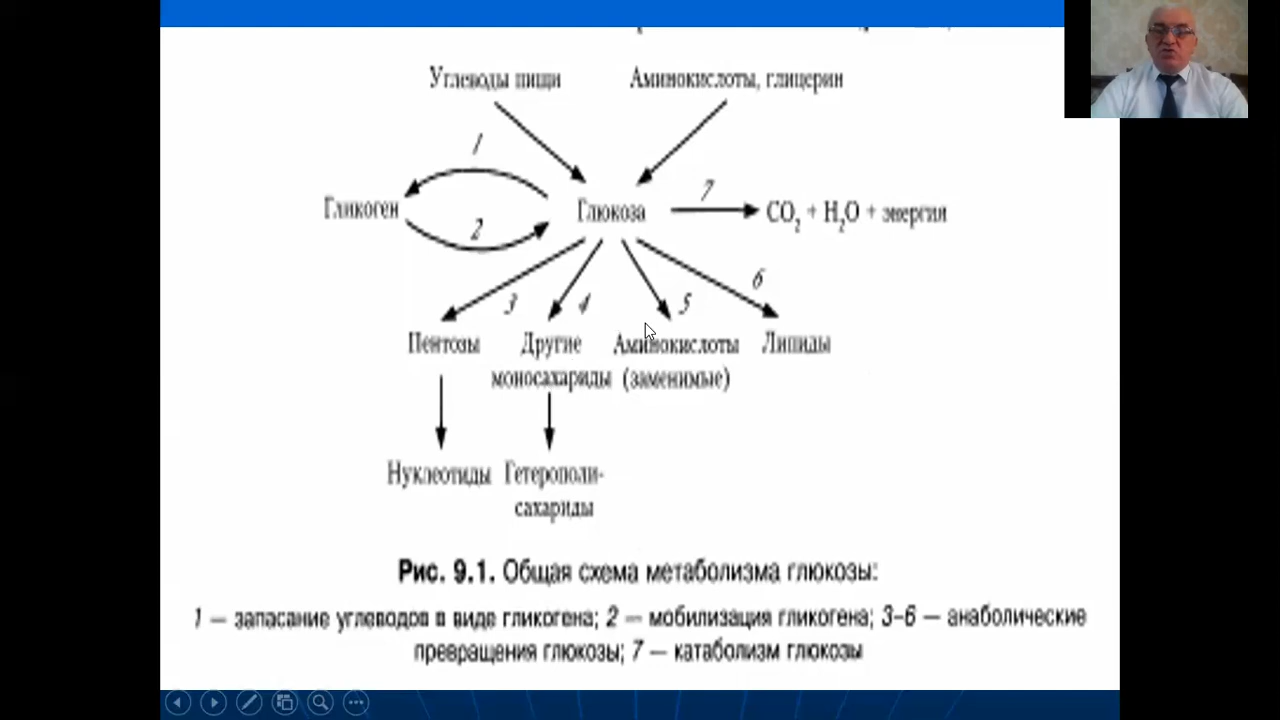 Углеводы пищи Аминокислоты, глицерин
1
7
Гликоген Глюкоза CO2 + H2O + энергия
2
6
3 4 5
Пентозы Другие Аминокислоты Липиды
моносахариды (заменимые)
Нуклеотиды Гетерополи-
сахариды
Рис. 9.1. Общая схема метаболизма глюкозы:
1 — запасание углеводов в виде гликогена; 2 — мобилизация гликогена; 3–6 — анаболические
превращения глюкозы; 7 — катаболизм глюкозы